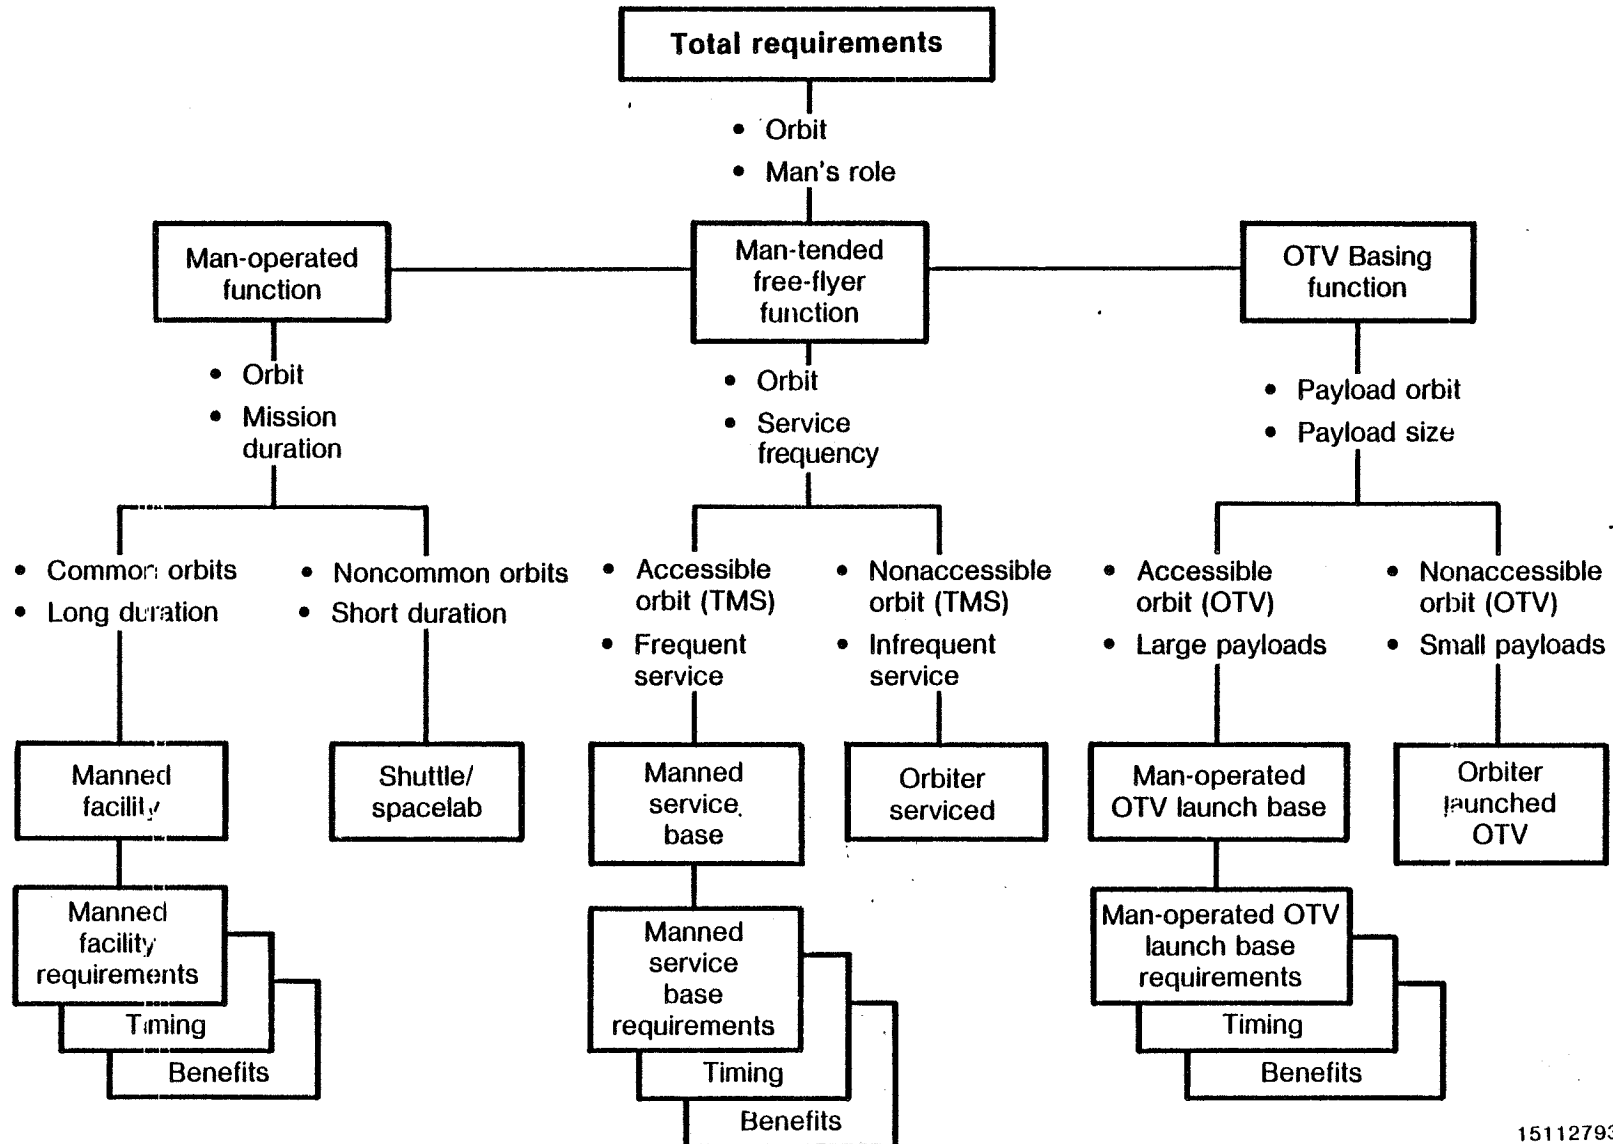 Total requirements
• Orbit
• Man's role
Man-operated
function
Man-tended
free-flyer
function
OTV Basing
function
• Orbit
• Mission
duration
• Orbit
• Service
frequency
• Payload orbit
• Payload size
• Common orbits
• Long duration
• Noncommon orbits
• Short duration
• Accessible
orbit (TMS)
• Frequent
service
• Nonaccessible
orbit (TMS)
• Infrequent
service
• Accessible
orbit (OTV)
• Large payloads
• Nonaccessible
orbit (OTV)
• Small payloads
Manned
facility
Shuttle/
spacelab
Manned
service
base
Orbiter
serviced
Man-operated
OTV launch base
Orbiter
launched
OTV
Manned
facility
requirements
Timing
Benefits
Manned
service
base
requirements
Timing
Benefits
Man-operated OTV
launch base
requirements
Timing
Benefits
15112793